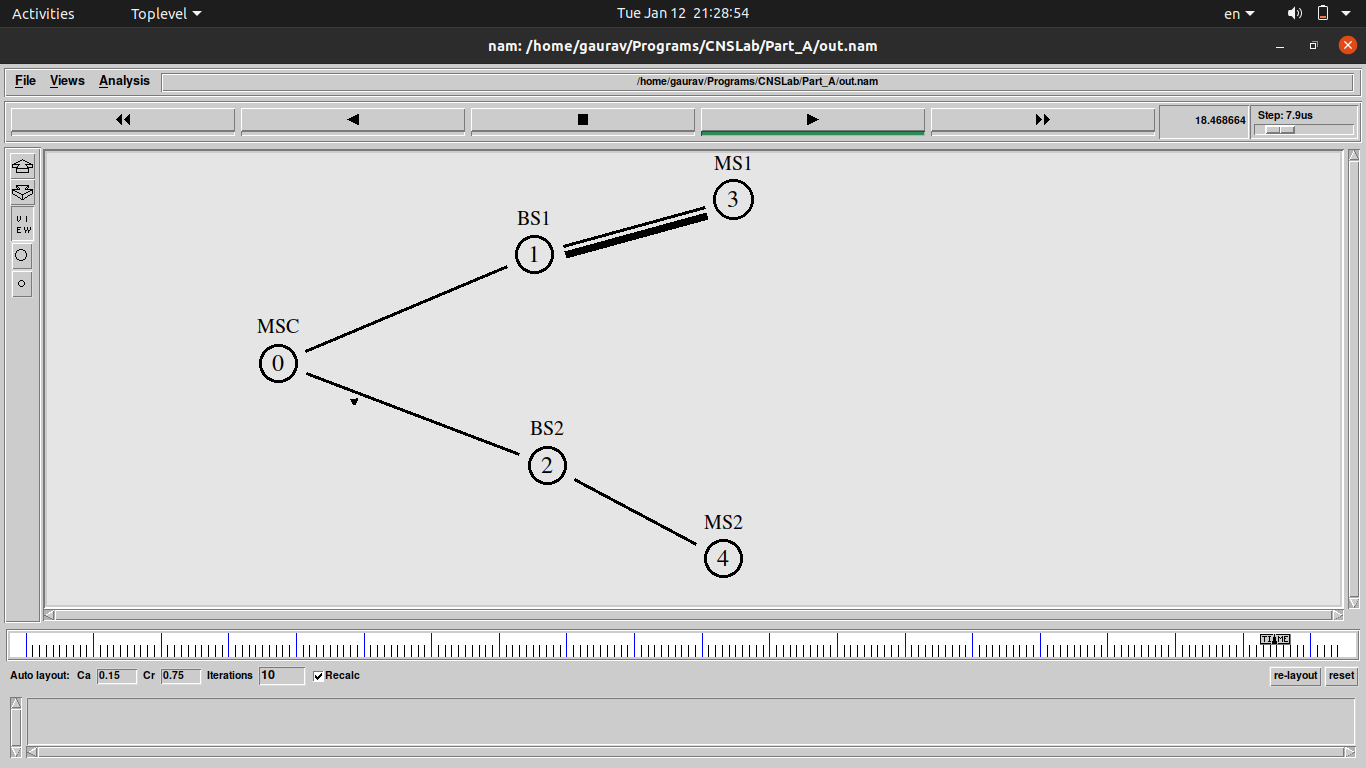 Activities Toplevel Tue Jan 12 21:28:54 en
nam: /home/gaurav/Programs/CNSLab/Part_A/out.nam
File Views Analysis /home/gaurav/Programs/CNSLab/Part_A/out.nam
18.468664 Step: 7.9us
VI
EW
MS1
3
BS1
1
MSC
0
BS2
2
MS2
4
TIME
Auto layout: Ca 0.15 Cr 0.75 Iterations 10 Recalc re-layout reset